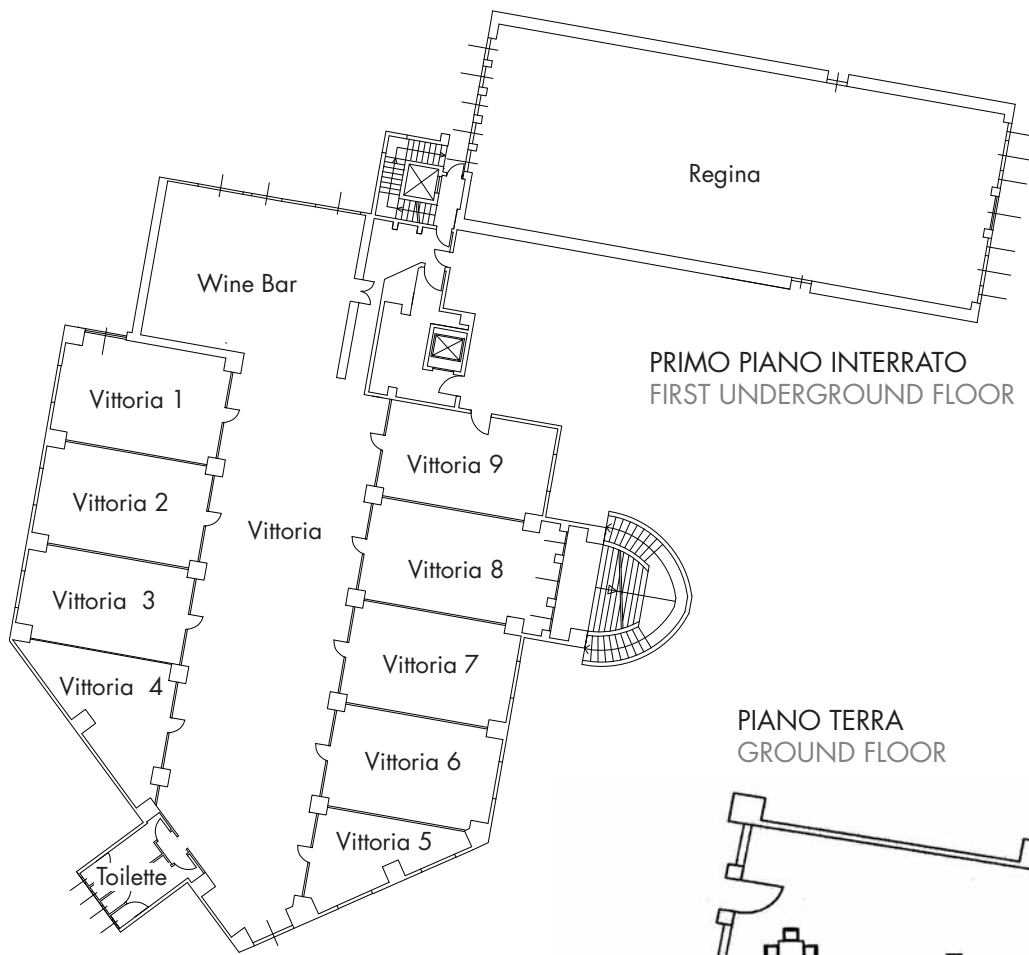 Regina
Wine Bar
PRIMO PIANO INTERRATO
FIRST UNDERGROUND FLOOR
Vittoria 1
Vittoria 9
Vittoria 2
Vittoria
Vittoria 8
Vittoria 3
Vittoria 7
Vittoria 4
PIANO TERRA
GROUND FLOOR
Vittoria 6
Vittoria 5
Toilette